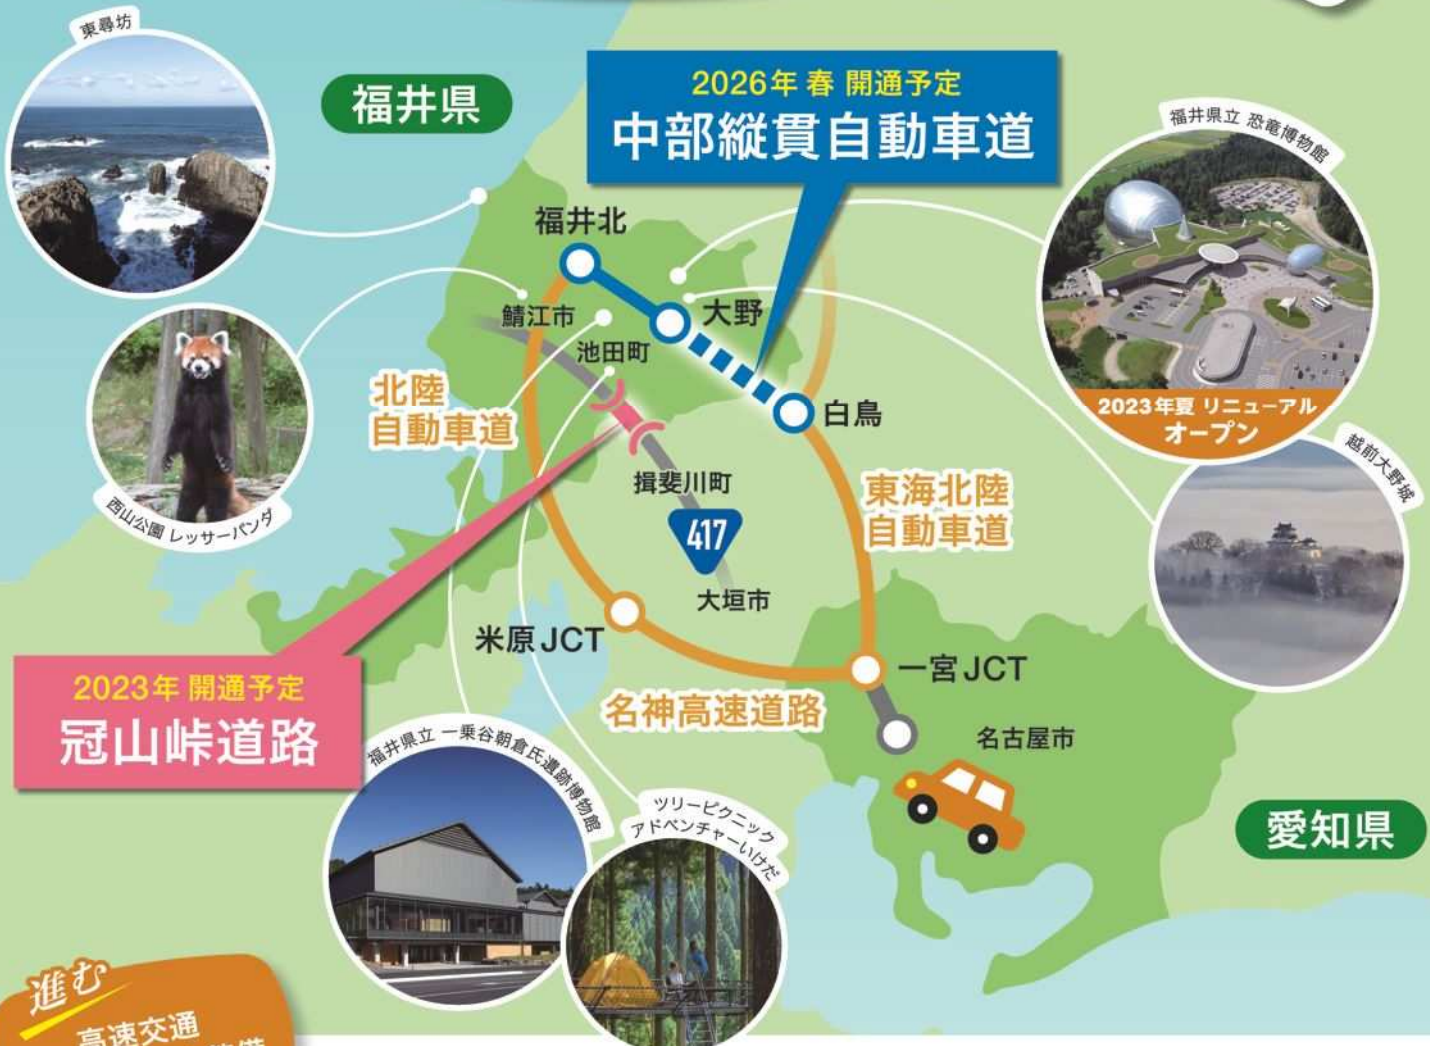 東尋坊
福井県
2026年 春 開通予定
中部縦貫自動車道
福井県立 恐竜博物館
福井北
鯖江市
大野
池田町
北陸
自動車道
白鳥
2023年夏 リニューアル
オープン
越前大野城
西山公園 レッサーパンダ
揖斐川町
417
東海北陸
自動車道
大垣市
米原JCT
一宮JCT
2023年 開通予定
冠山峠道路
名神高速道路
名古屋市
福井県立 一乗谷朝倉氏遺跡博物館
ツリーピクニック
アドベンチャーいけだ
愛知県
進む
高速交通